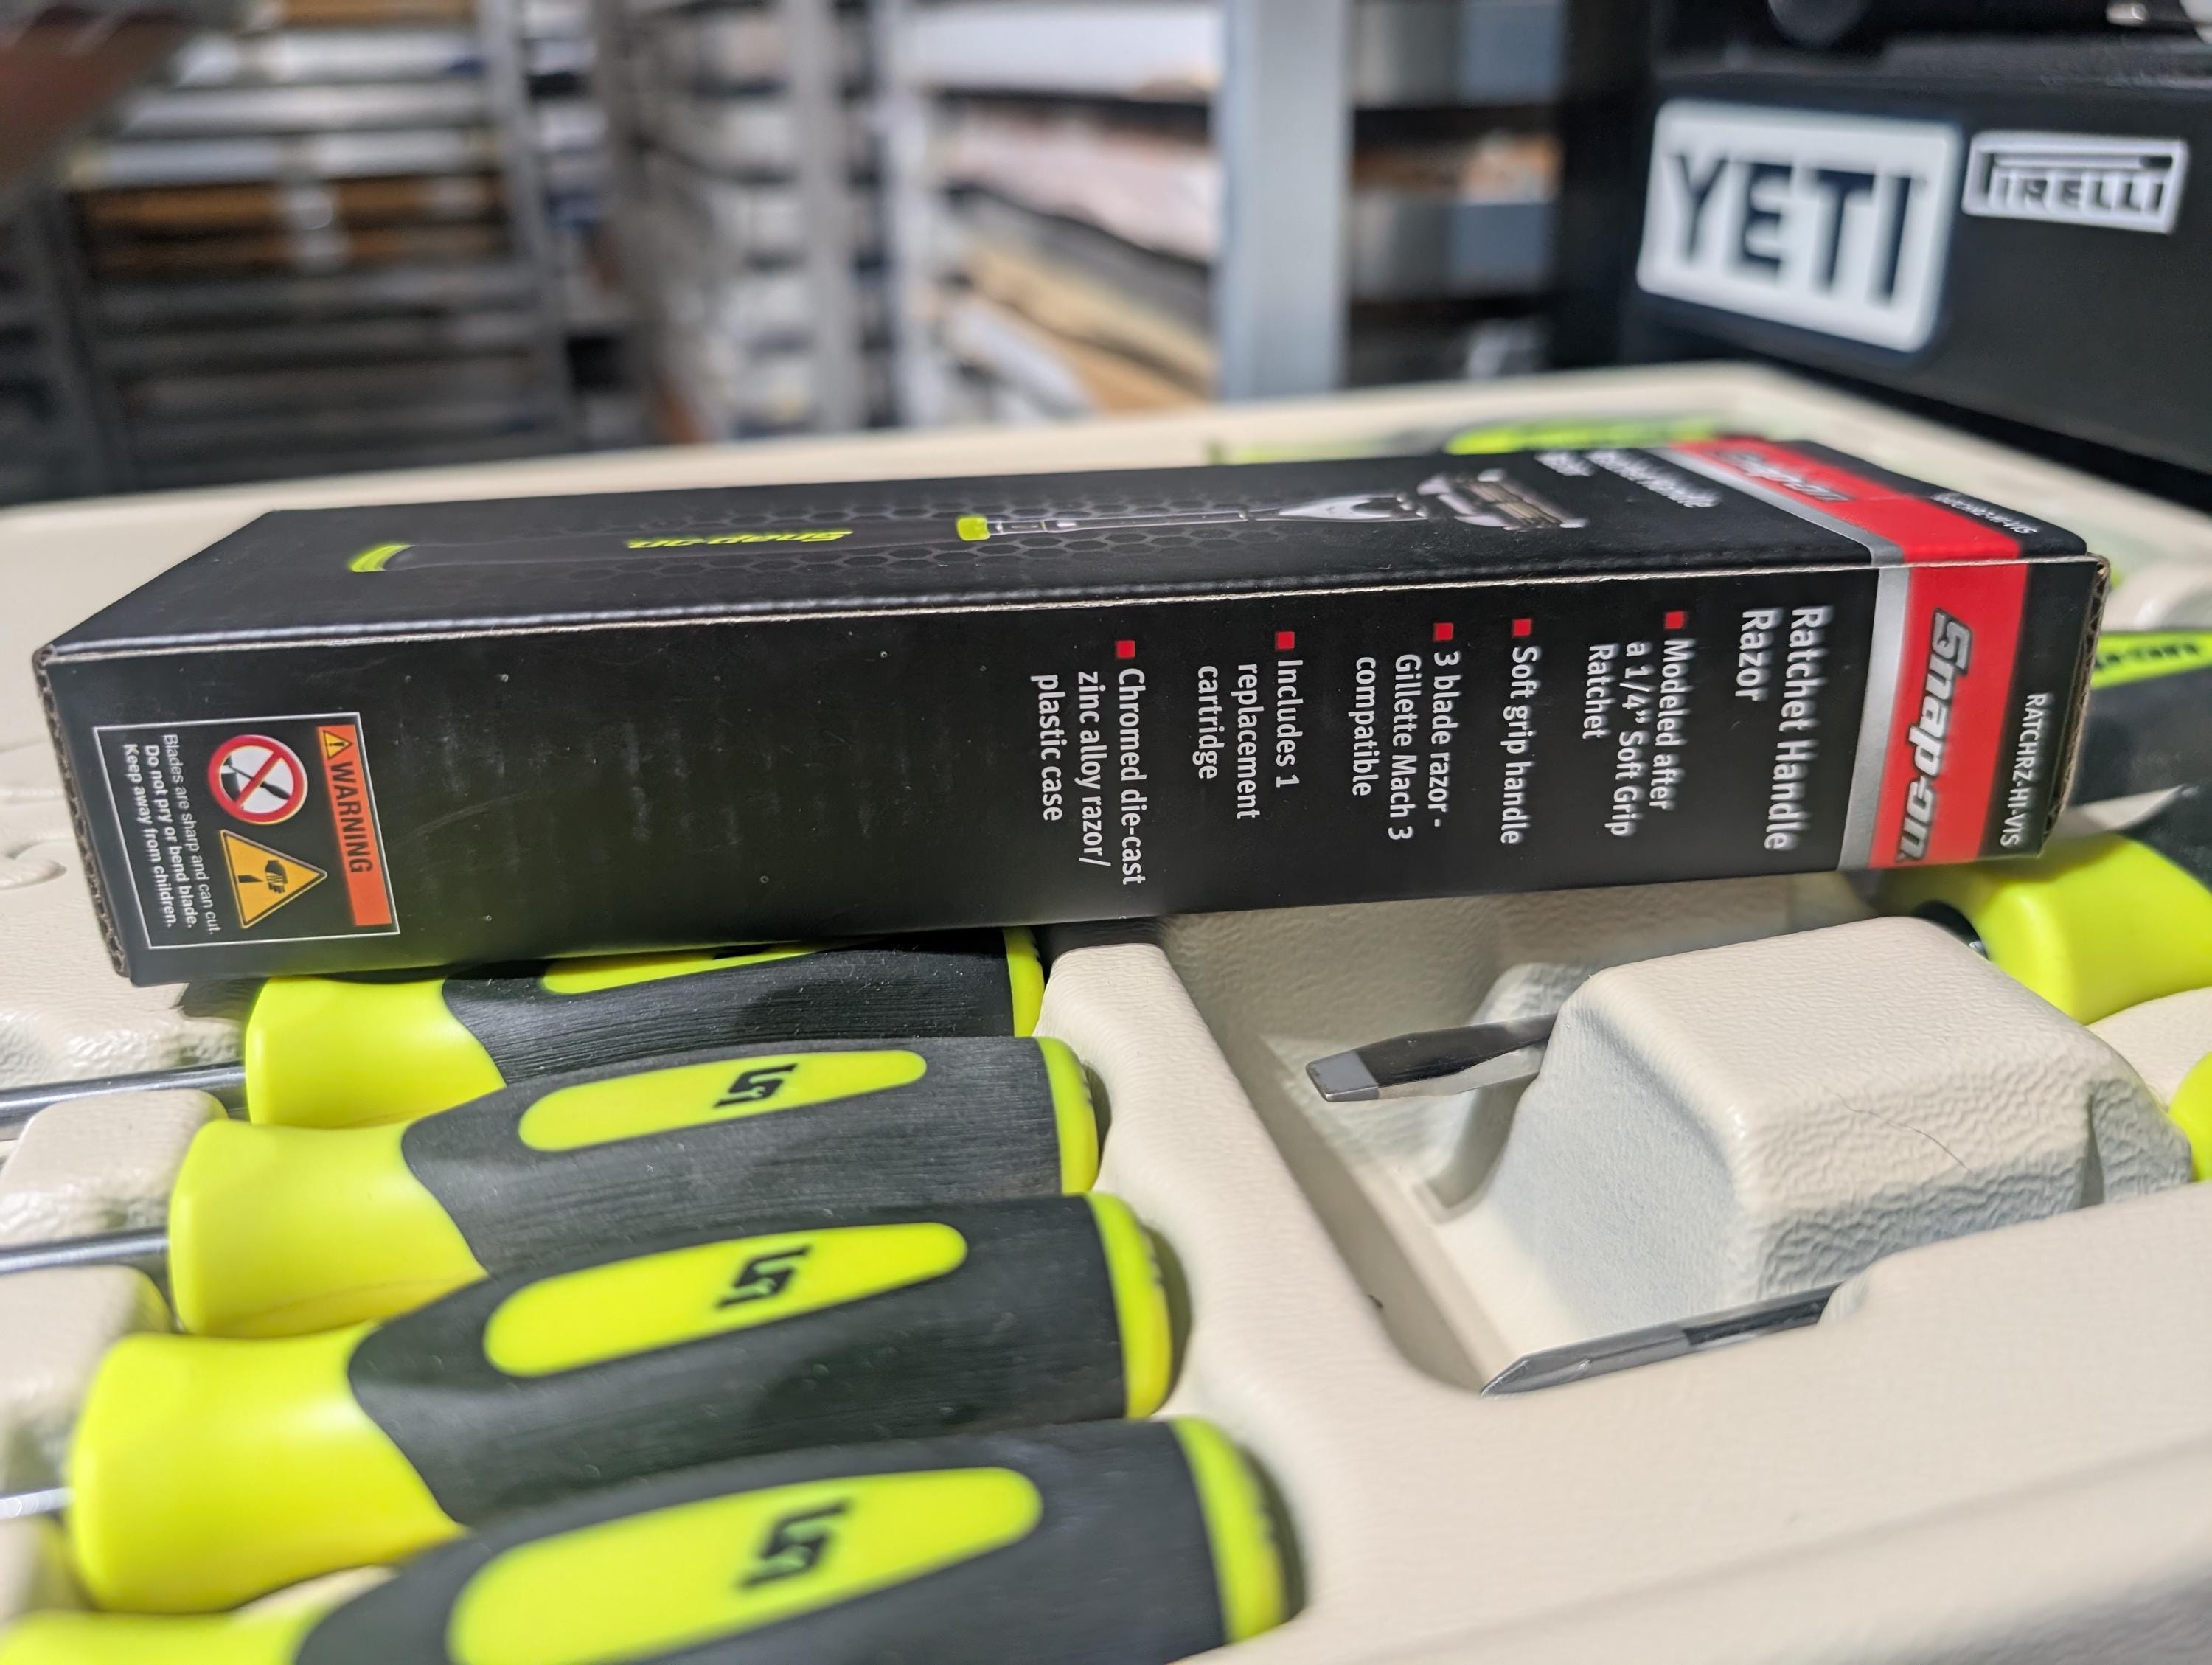 YETI
PIRELLI
Snap-on
Snap-on
RATCHRZ-HI-VIS
Snap-on
Ratchet Handle
Razor
Modeled after
a 1/4” Soft Grip
Ratchet
Soft grip handle
3 blade razor -
Gillette Mach 3
compatible
Includes 1
replacement
cartridge
Chromed die-cast
zinc alloy razor/
plastic case
WARNING
Blades are sharp and can cut.
Do not pry or bend blade.
Keep away from children.